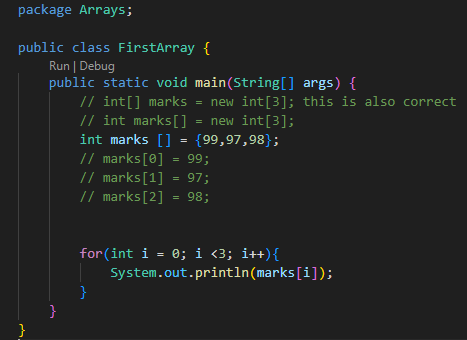 package Arrays;
public class FirstArray {
Run | Debug
public static void main(String[] args) {
// int[] marks = new int[3]; this is also correct
// int marks[] = new int[3];
int marks [] = {99,97,98};
// marks[0] = 99;
// marks[1] = 97;
// marks[2] = 98;
for(int i = 0; i <3; i++){
System.out.println(marks[i]);
}
}
}